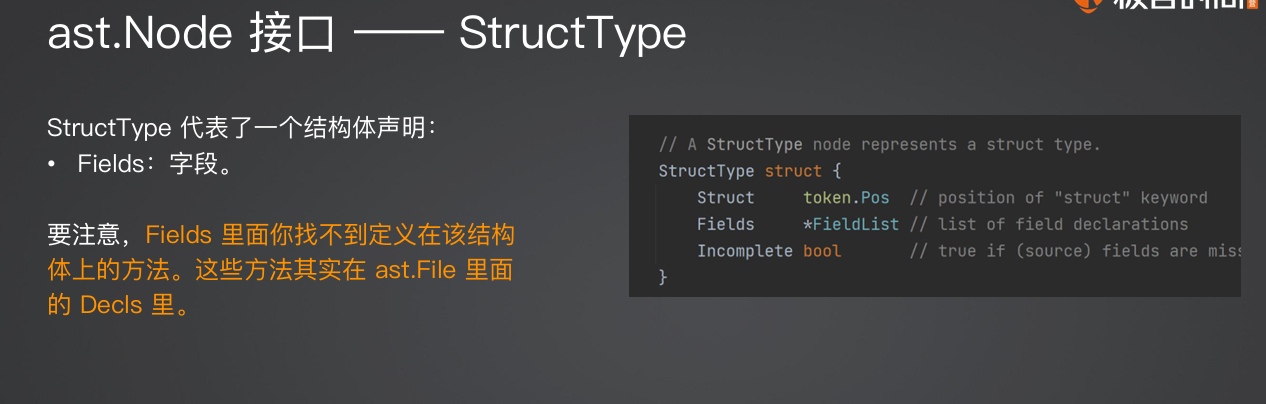 ast.Node 接口 —— StructType
StructType 代表了一个结构体声明：
• Fields：字段。
要注意，Fields 里面你找不到定义在该结构
体上的方法。这些方法其实在 ast.File 里面
的 Decls 里。
// A StructType node represents a struct type.
StructType struct {
Struct token.Pos // position of "struct" keyword
Fields *FieldList // list of field declarations
Incomplete bool // true if (source) fields are
}